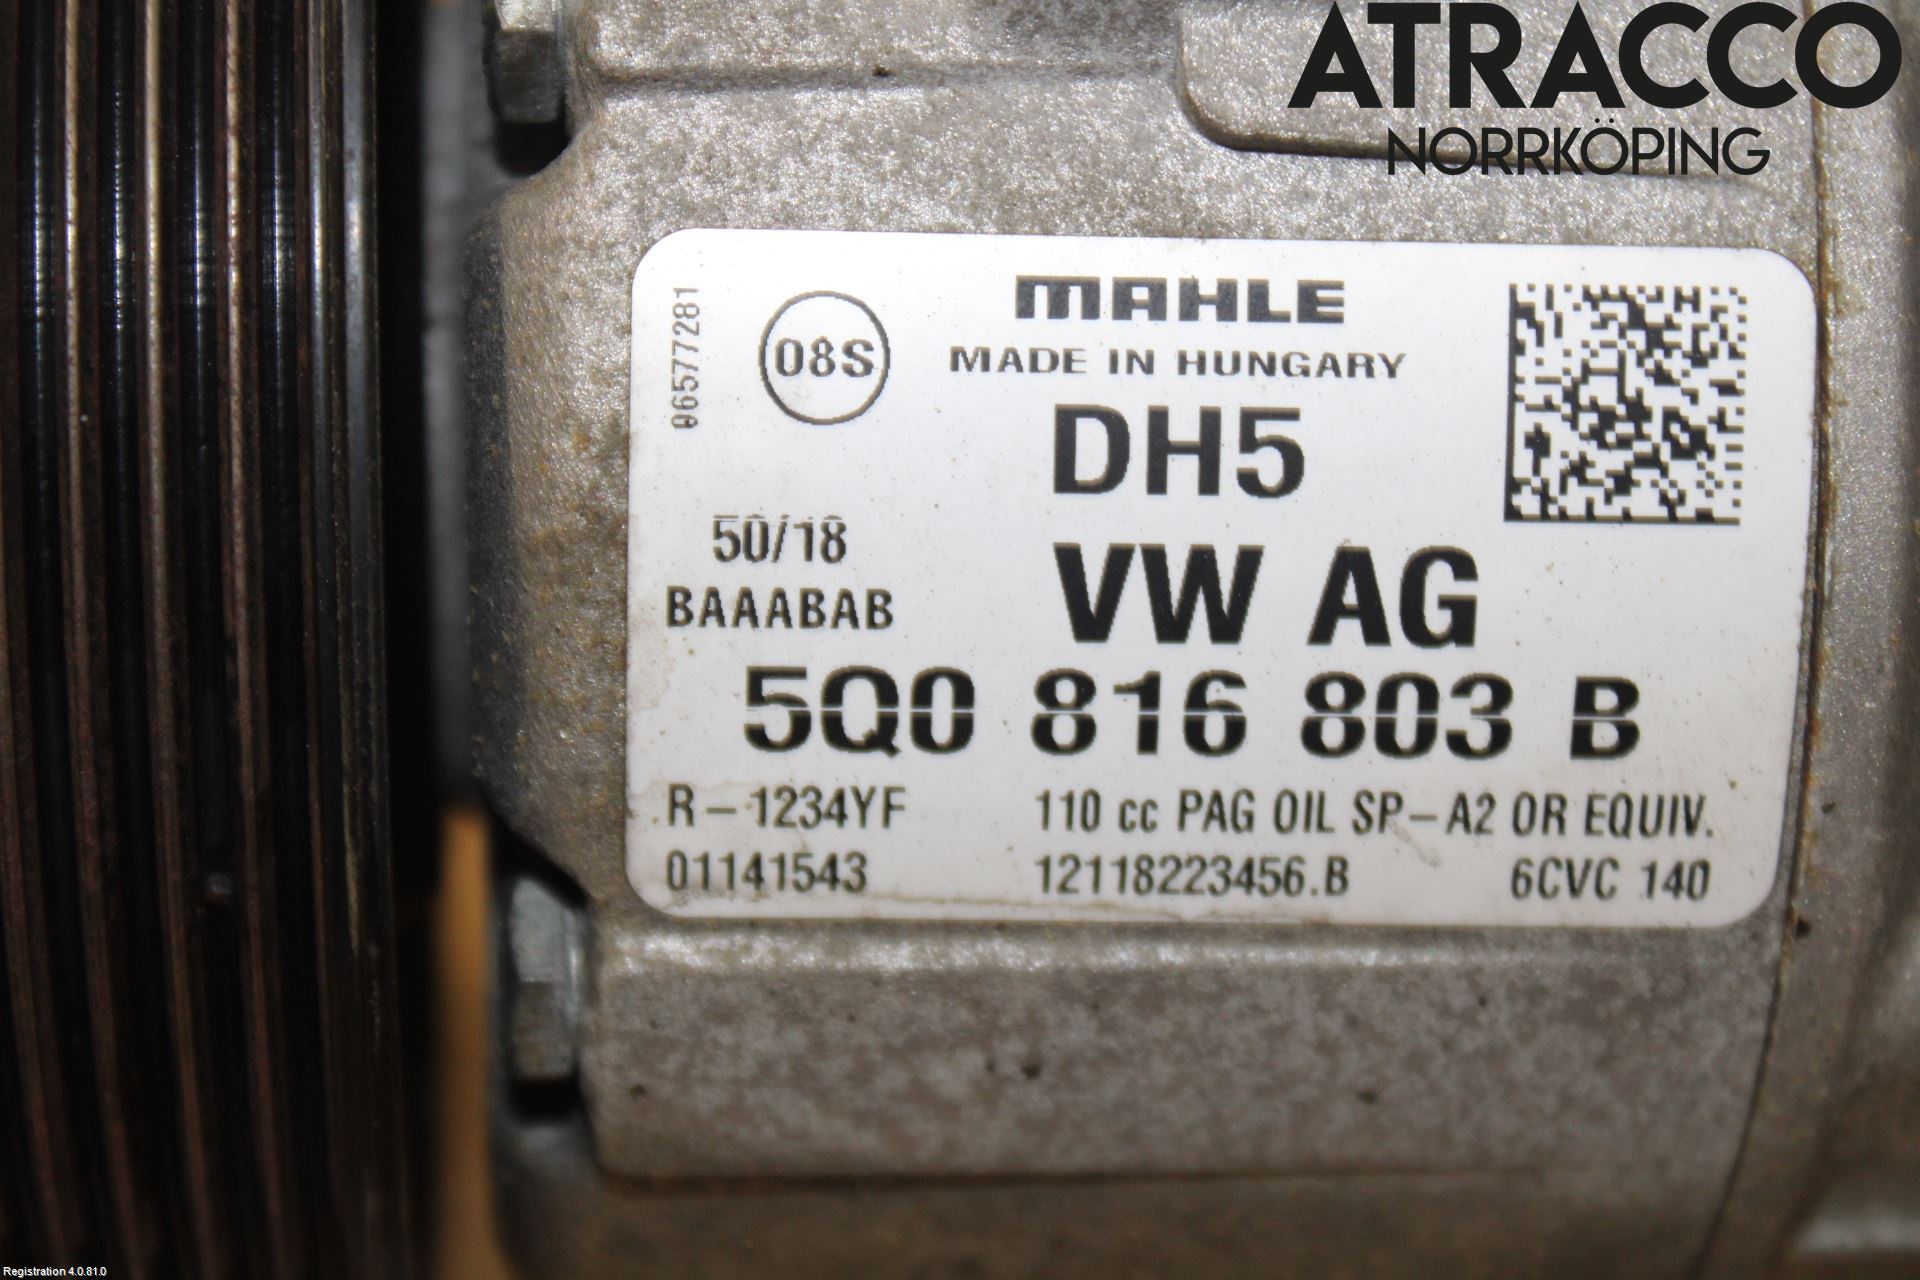 ATRACCO
NORRKÖPING
MAHLE
MADE IN HUNGARY
08S
96577281
DH5
50/18
VW AG
BAAABAB
5Q0 816 803 B
R-1234YF 110 cc PAG OIL SP-A2 OR EQUIV.
01141543 12118223456.B 6CVC 140
Registration 4.0.81.0